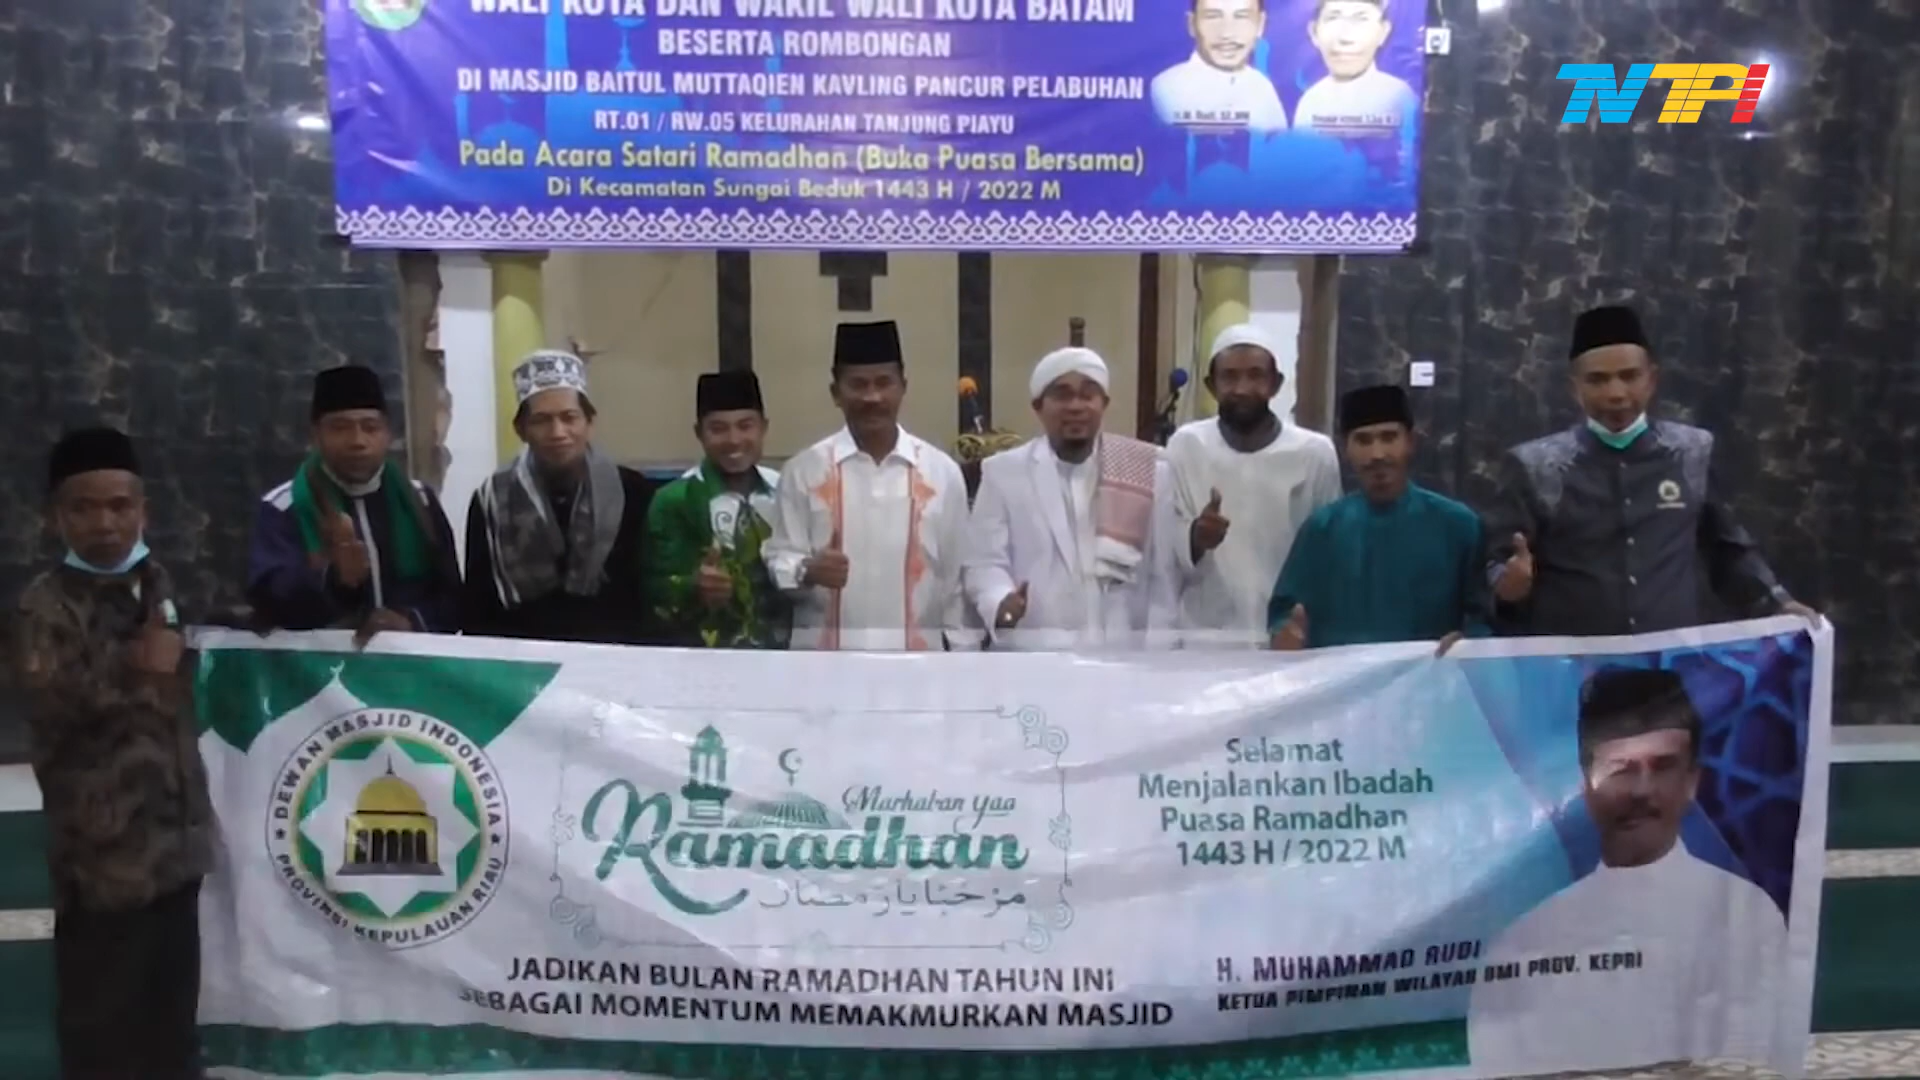 WALI KOTA DAN WAKIL WALI KOTA BATAM
BESERTA ROMBONGAN
DI MASJID BAITUL MUTTAQIEN KAVLING PANCUR PELABUHAN
RT.01 / RW.05 KELURAHAN TANJUNG PIAYU
Pada Acara Satari Ramadhan (Buka Puasa Bersama)
Di Kecamatan Sungai Beduk 1443 H / 2022 M
TVTPI
DEWAN MASJID INDONESIA
PROVINSI KEPULAUAN RIAU
Marhaban yaa
Ramadhan
مرحبا يا رمضان
Selamat
Menjalankan Ibadah
Puasa Ramadhan
1443 H / 2022 M
JADIKAN BULAN RAMADHAN TAHUN INI
SEBAGAI MOMENTUM MEMAKMURKAN MASJID
H. MUHAMMAD RUDI
KETUA PIMPINAN WILAYAH DMI PROV. KEPRI